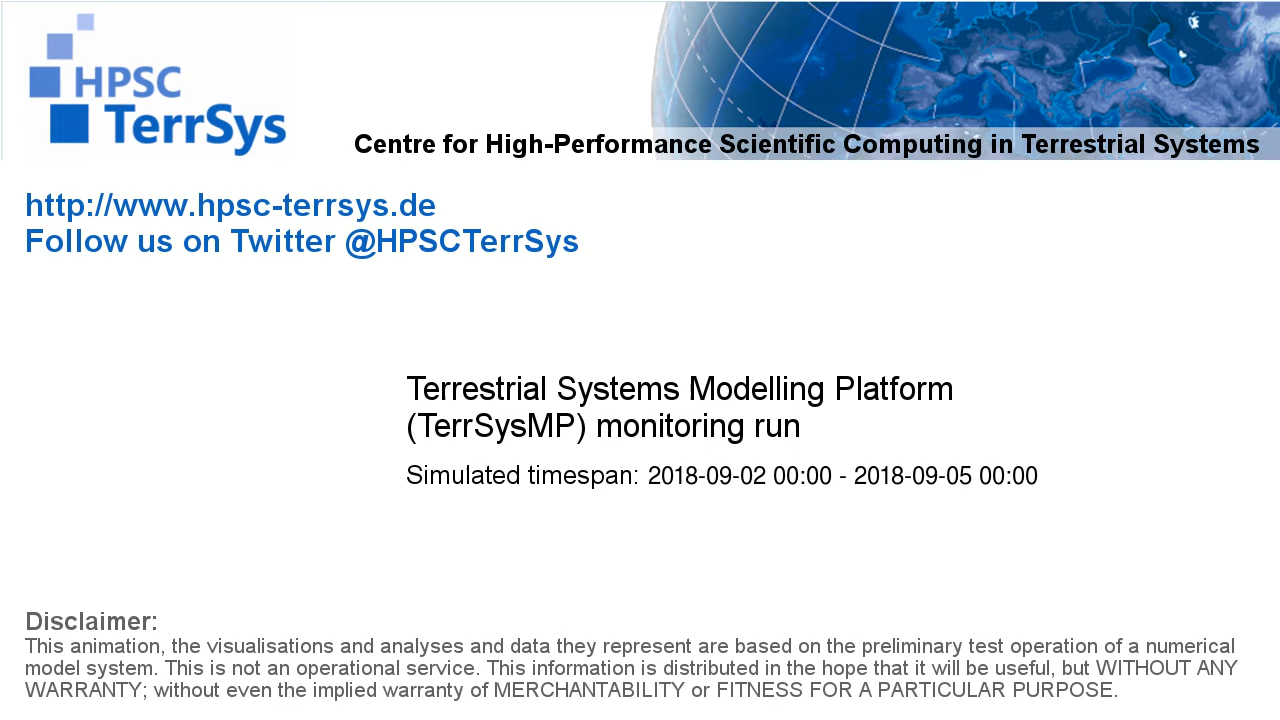 HPSC
TerrSys
Centre for High-Performance Scientific Computing in Terrestrial Systems
http://www.hpsc-terrsys.de
Follow us on Twitter @HPSCTerrSys
Terrestrial Systems Modelling Platform
(TerrSysMP) monitoring run
Simulated timespan: 2018-09-02 00:00 - 2018-09-05 00:00
Disclaimer:
This animation, the visualisations and analyses and data they represent are based on the preliminary test operation of a numerical
model system. This is not an operational service. This information is distributed in the hope that it will be useful, but WITHOUT ANY
WARRANTY; without even the implied warranty of MERCHANTABILITY or FITNESS FOR A PARTICULAR PURPOSE.